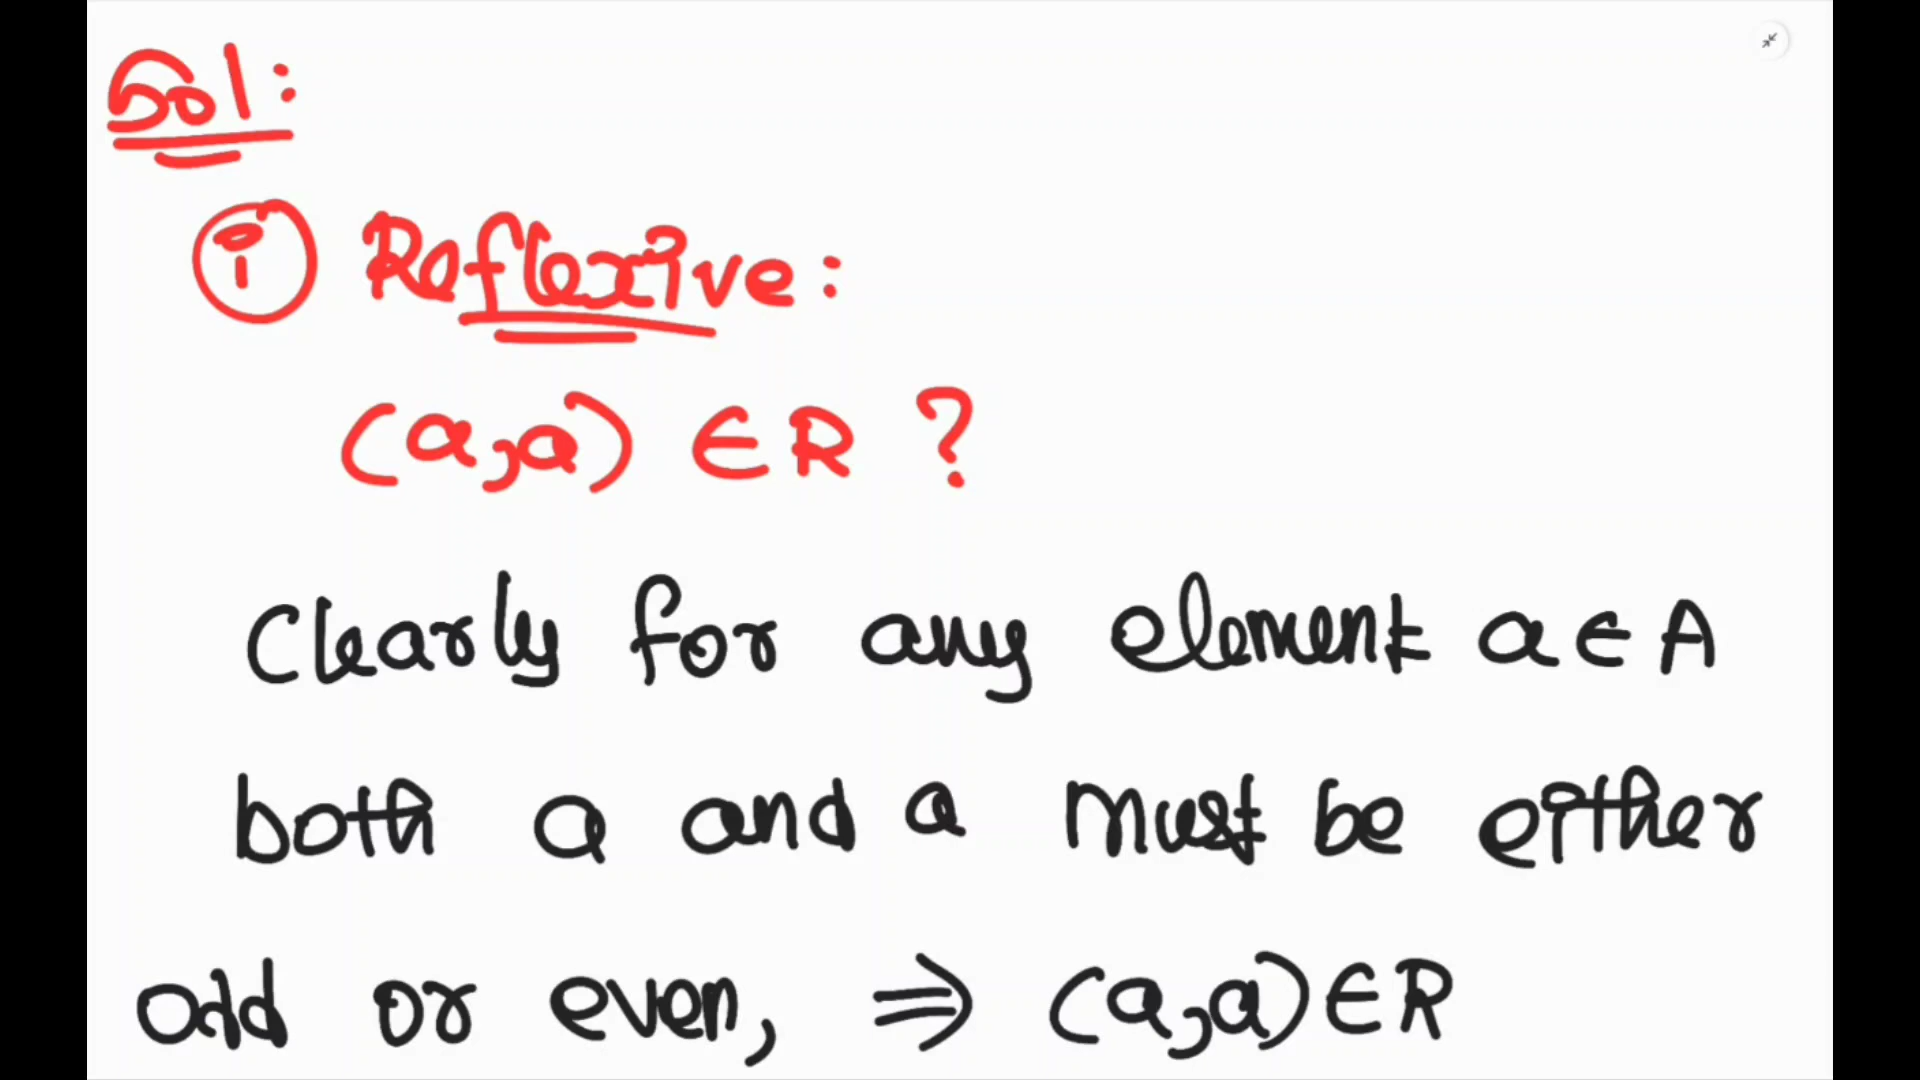 Sol:
i Reflexive:
(a,a) ∈ R ?
Clearly for any element a ∈ A
both a and a must be either
odd or even, ⇒ (a,a) ∈ R